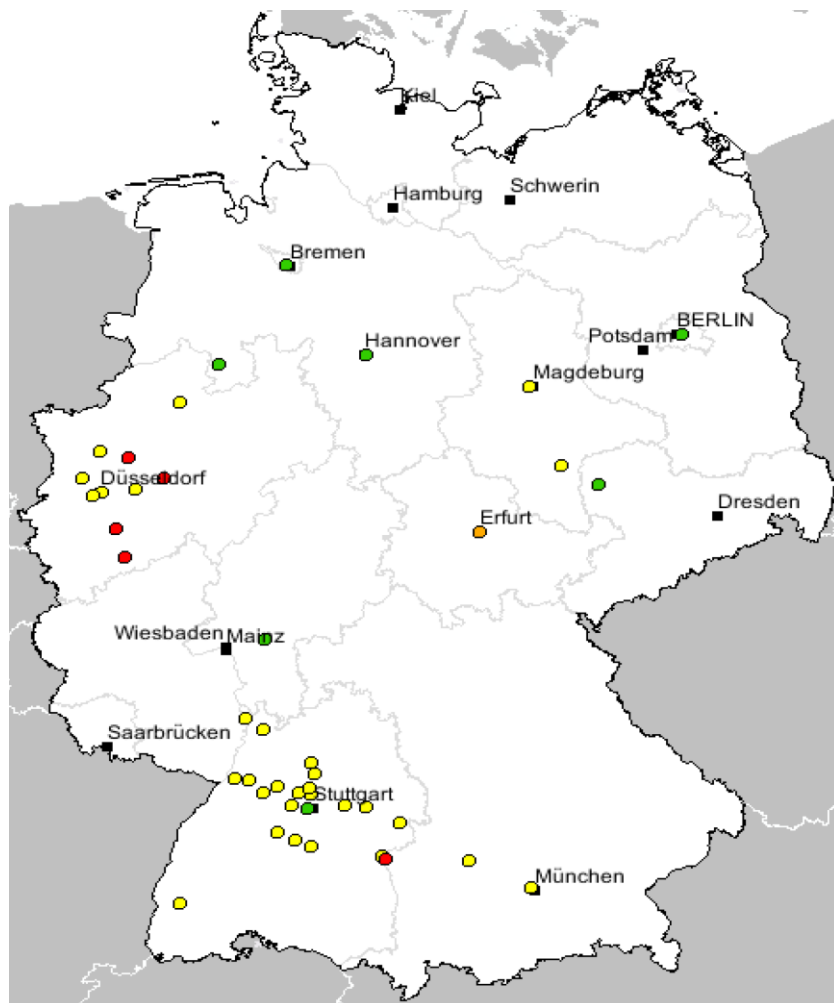 Kiel
Hamburg
Schwerin
Bremen
Hannover
BERLIN
Potsdam
Magdeburg
Düsseldorf
Dresden
Erfurt
Wiesbaden
Mainz
Saarbrücken
Stuttgart
München